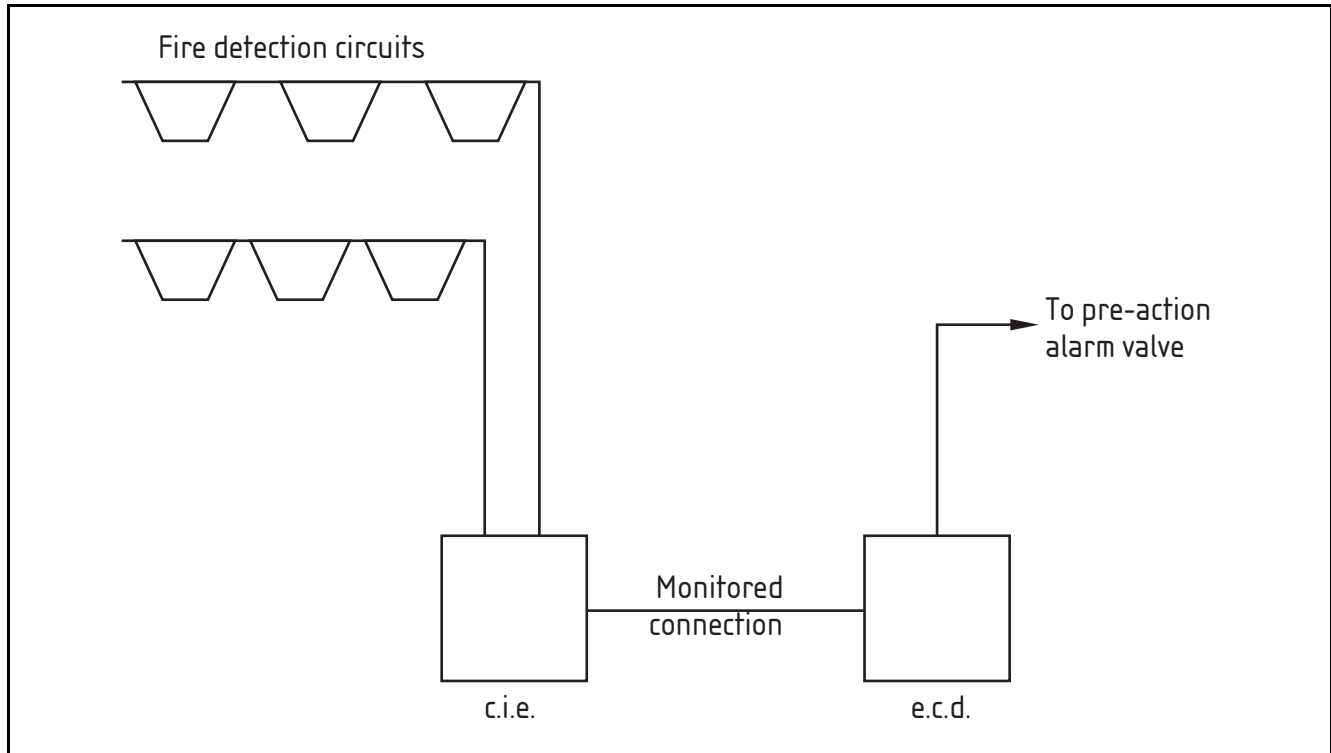 Fire detection circuits
To pre-action
alarm valve
Monitored
connection
c.i.e.
e.c.d.